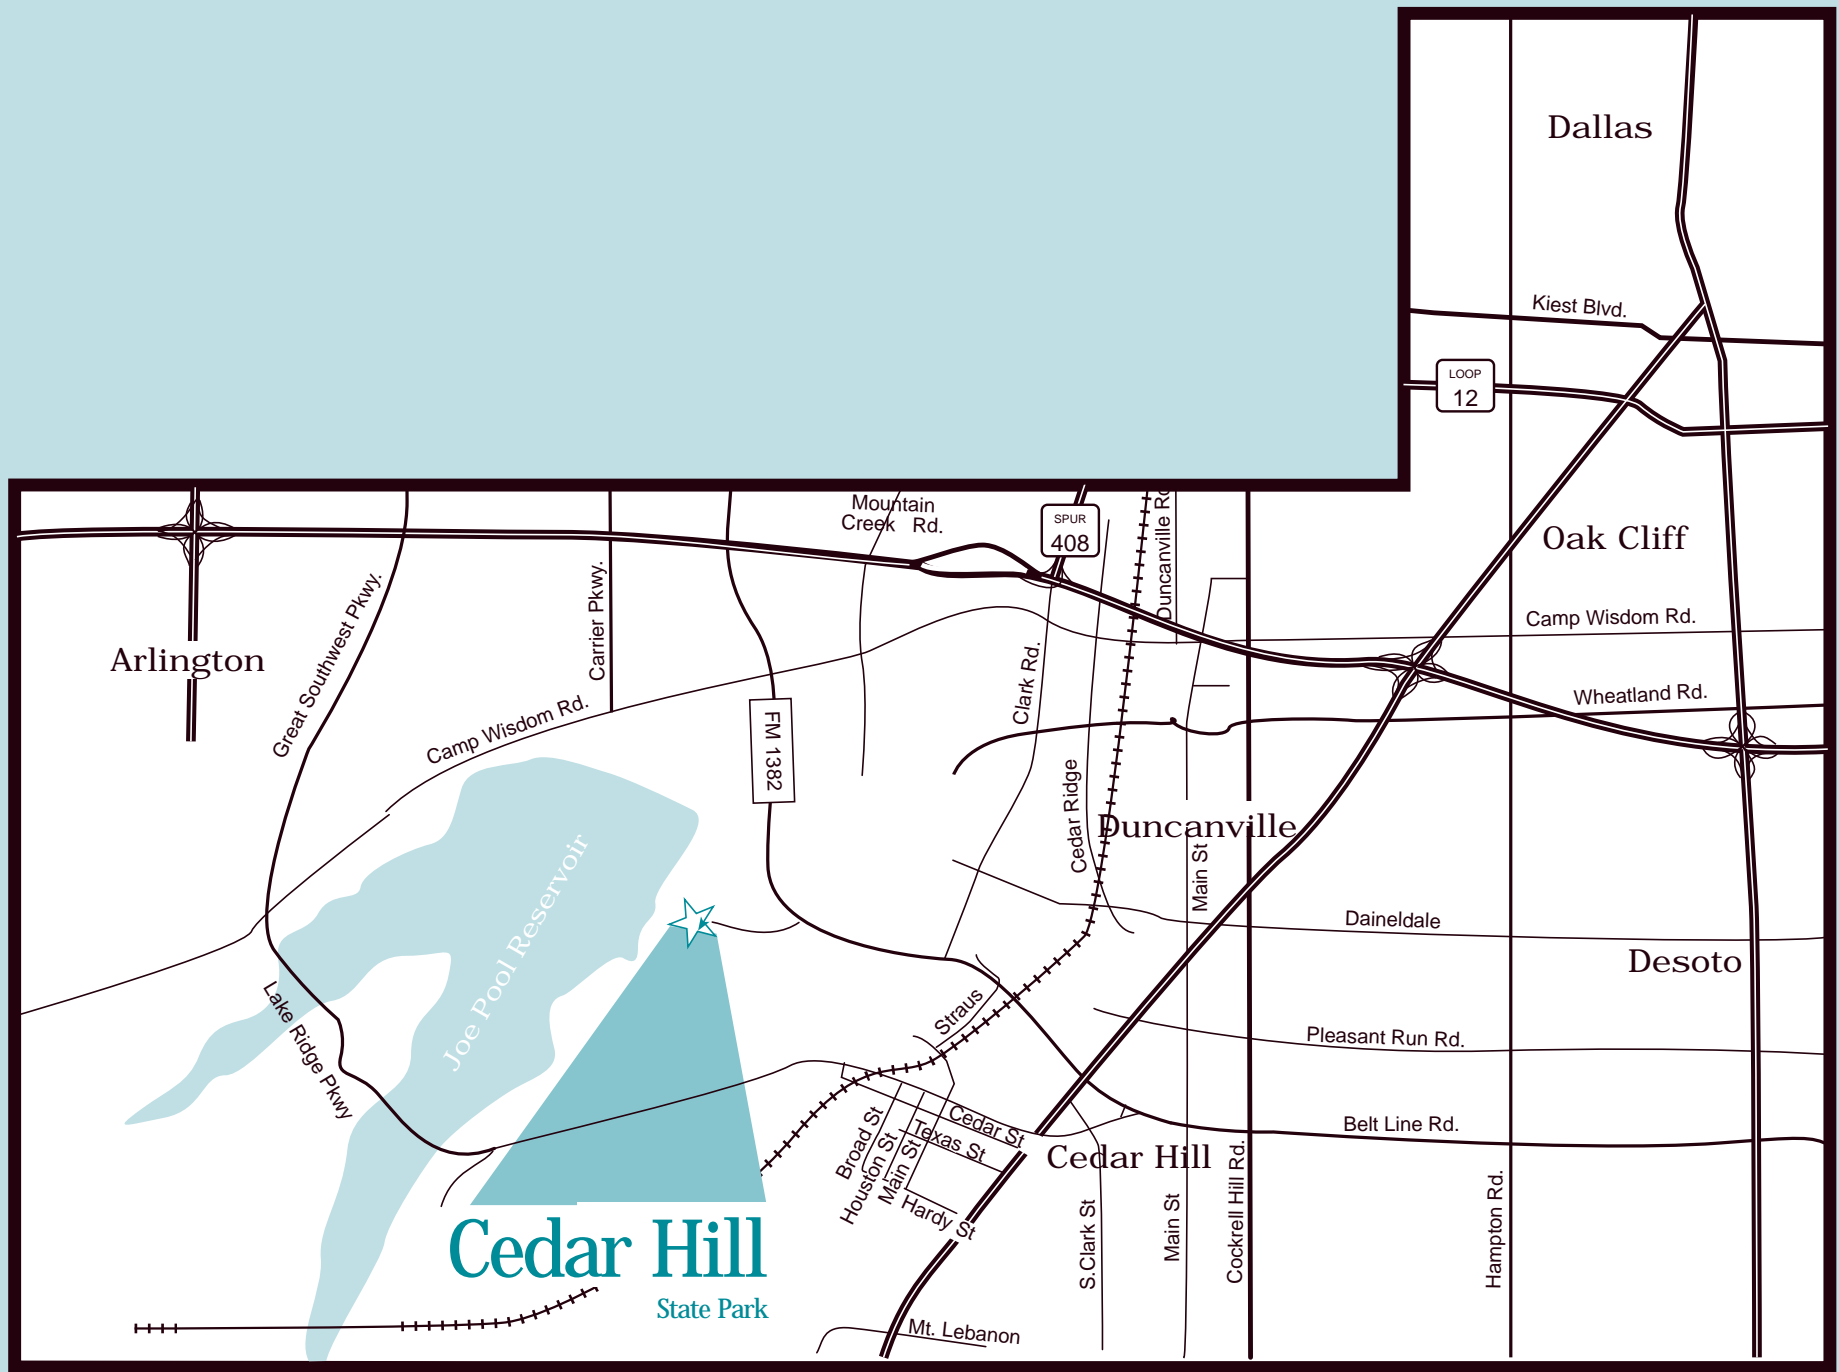 Dallas
Kiest Blvd.
LOOP
12
Mountain
Creek Rd.
SPUR
408
Duncanville Rd
Oak Cliff
Camp Wisdom Rd.
Arlington
Great Southwest Pkwy.
Carrier Pkwy.
Clark Rd.
Wheatland Rd.
Camp Wisdom Rd.
FM 1382
Cedar Ridge
Duncanville
Main St
Joe Pool Reservoir
Daineldale
Desoto
Lake Ridge Pkwy
Straus
Pleasant Run Rd.
Broad St
Houston St
Main St
Cedar St
Texas St
Hardy St
Belt Line Rd.
Cedar Hill
S.Clark St
Main St
Cockrell Hill Rd.
Hampton Rd.
Cedar Hill
State Park
Mt. Lebanon